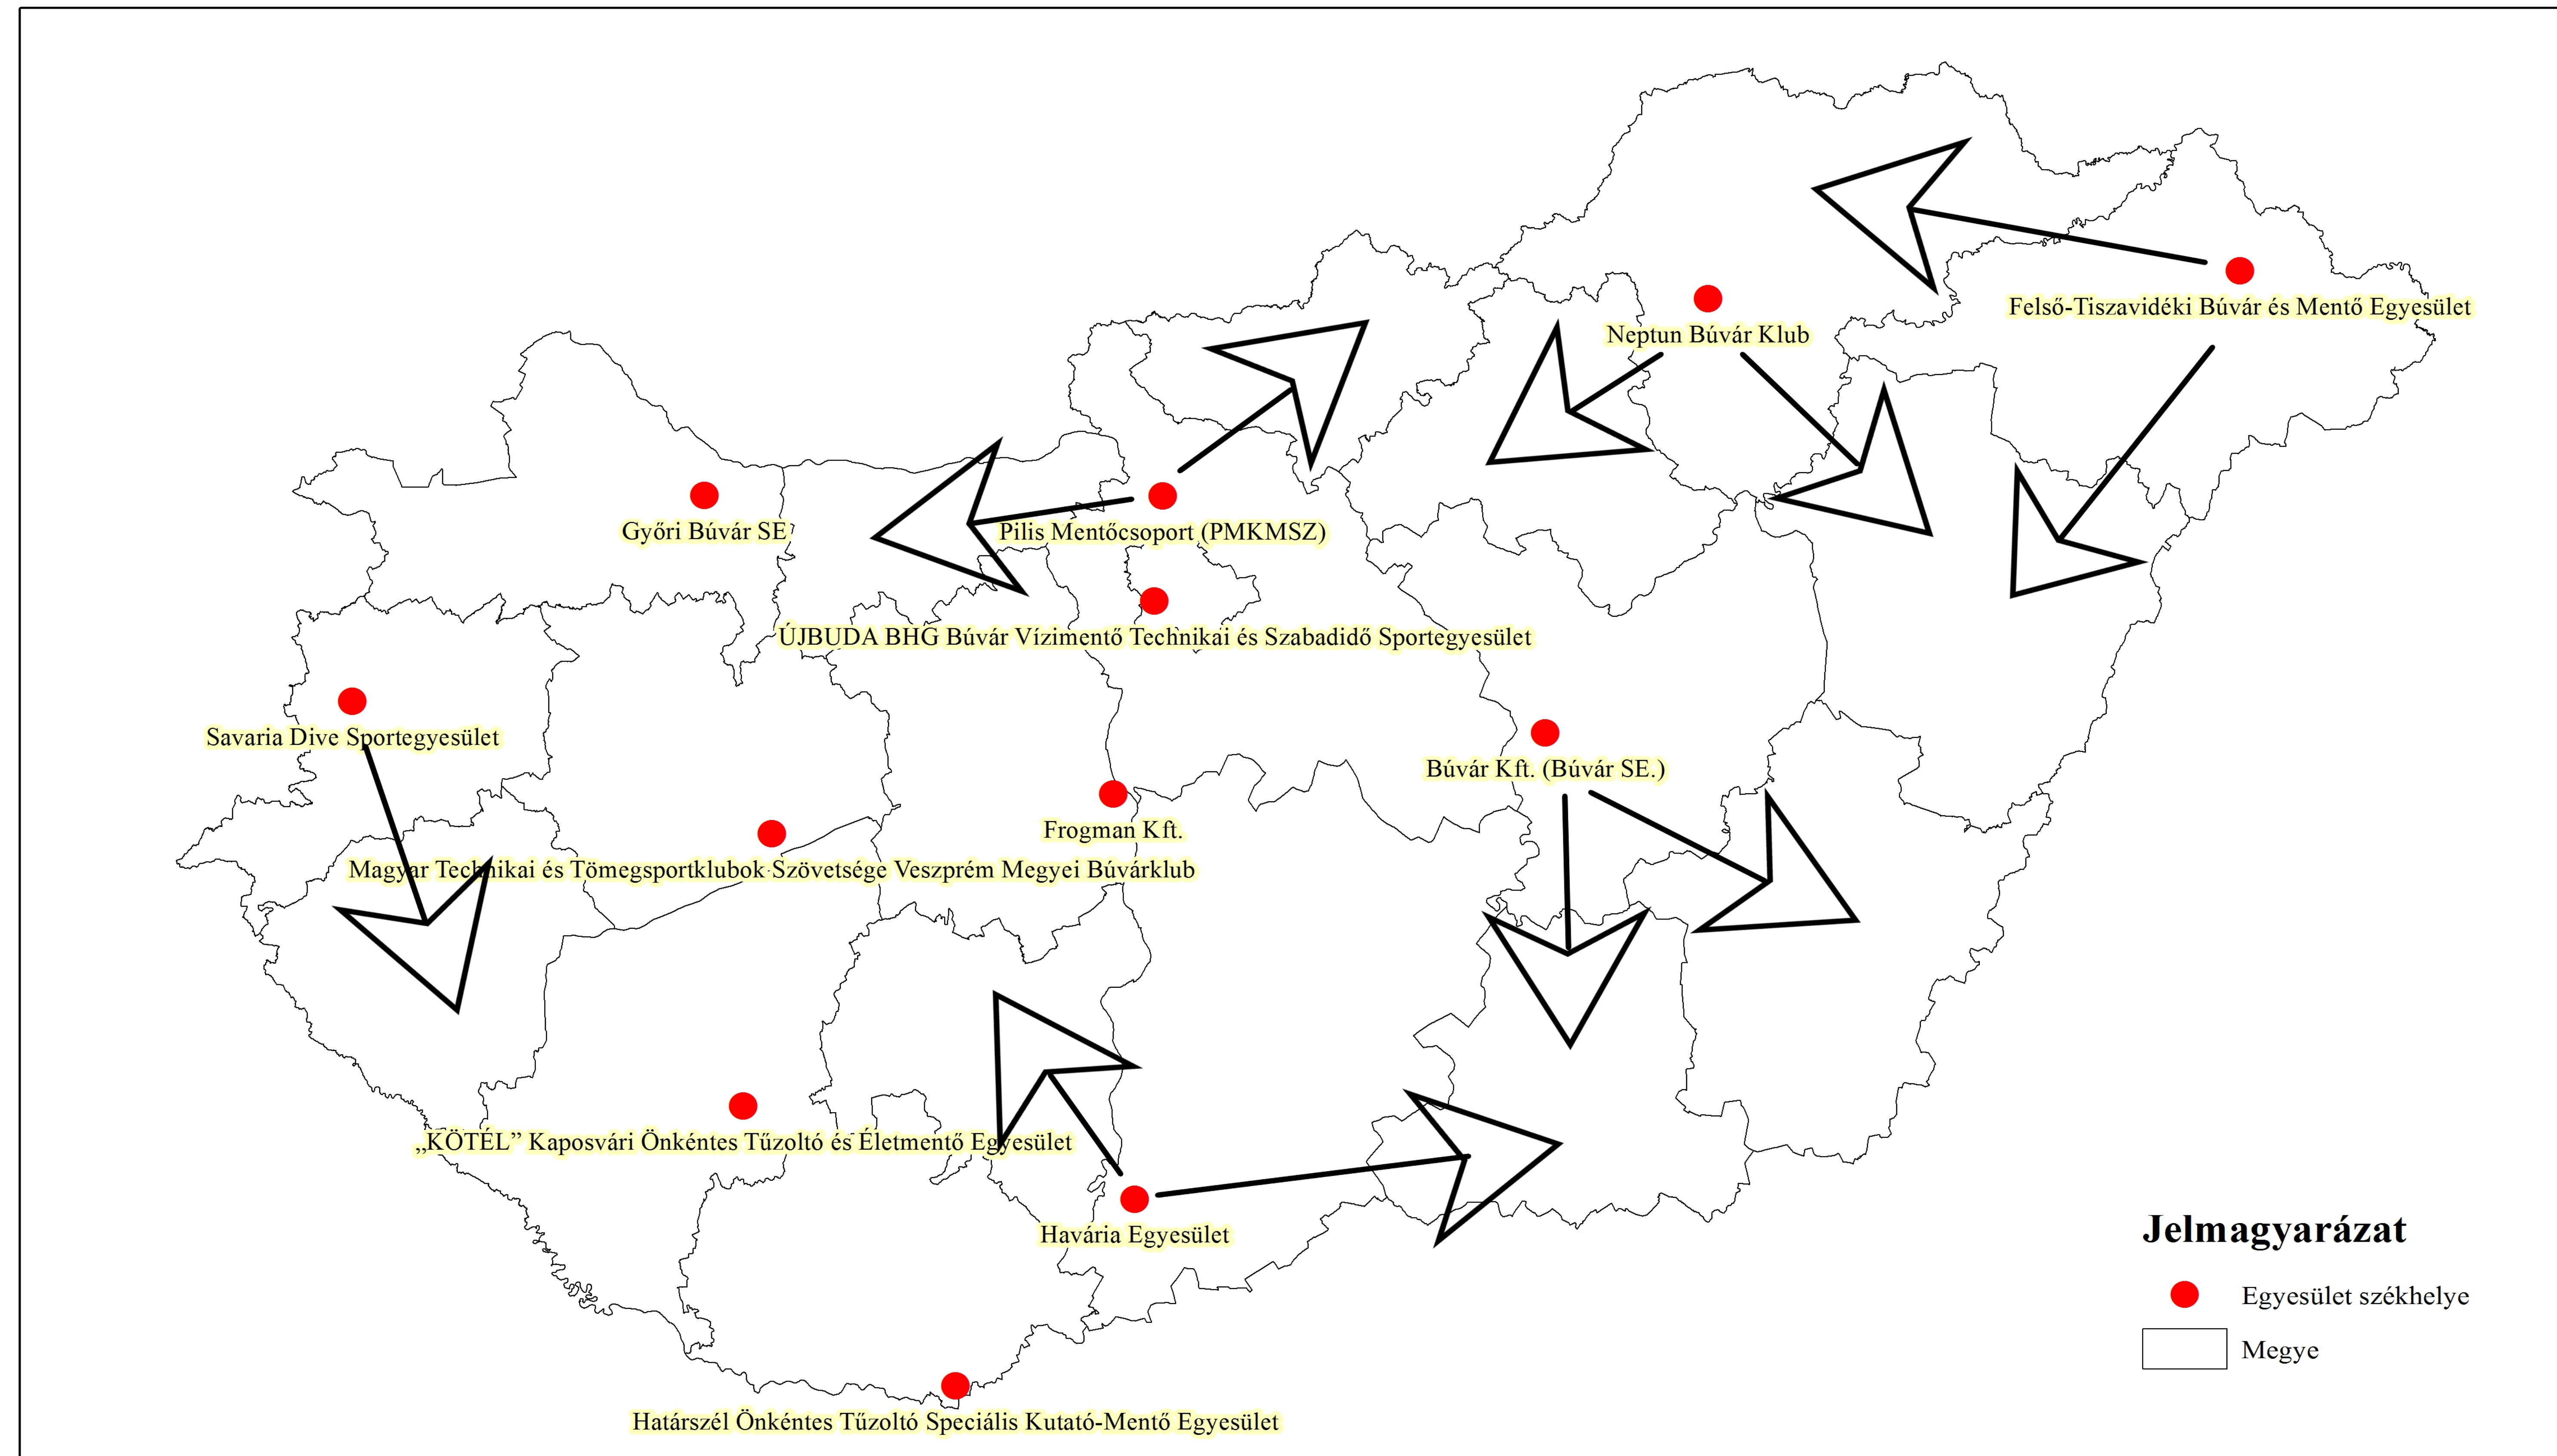 Felső-Tiszavidéki Búvár és Mentő Egyesület
Neptun Búvár Klub
Győri Búvár SE
Pilis Mentőcsoport (PMKMSZ)
ÚJBUDA BHG Búvár Vízimentő Technikai és Szabadidő Sportegyesület
Savaria Dive Sportegyesület
Búvár Kft. (Búvár SE.)
Frogman Kft.
Magyar Technikai és Tömegsportklubok Szövetsége Veszprém Megyei Búvárklub
„KÖTÉL” Kaposvári Önkéntes Tűzoltó és Életmentő Egyesület
Havária Egyesület
Határszél Önkéntes Tűzoltó Speciális Kutató-Mentő Egyesület
Jelmagyarázat
Egyesület székhelye
Megye